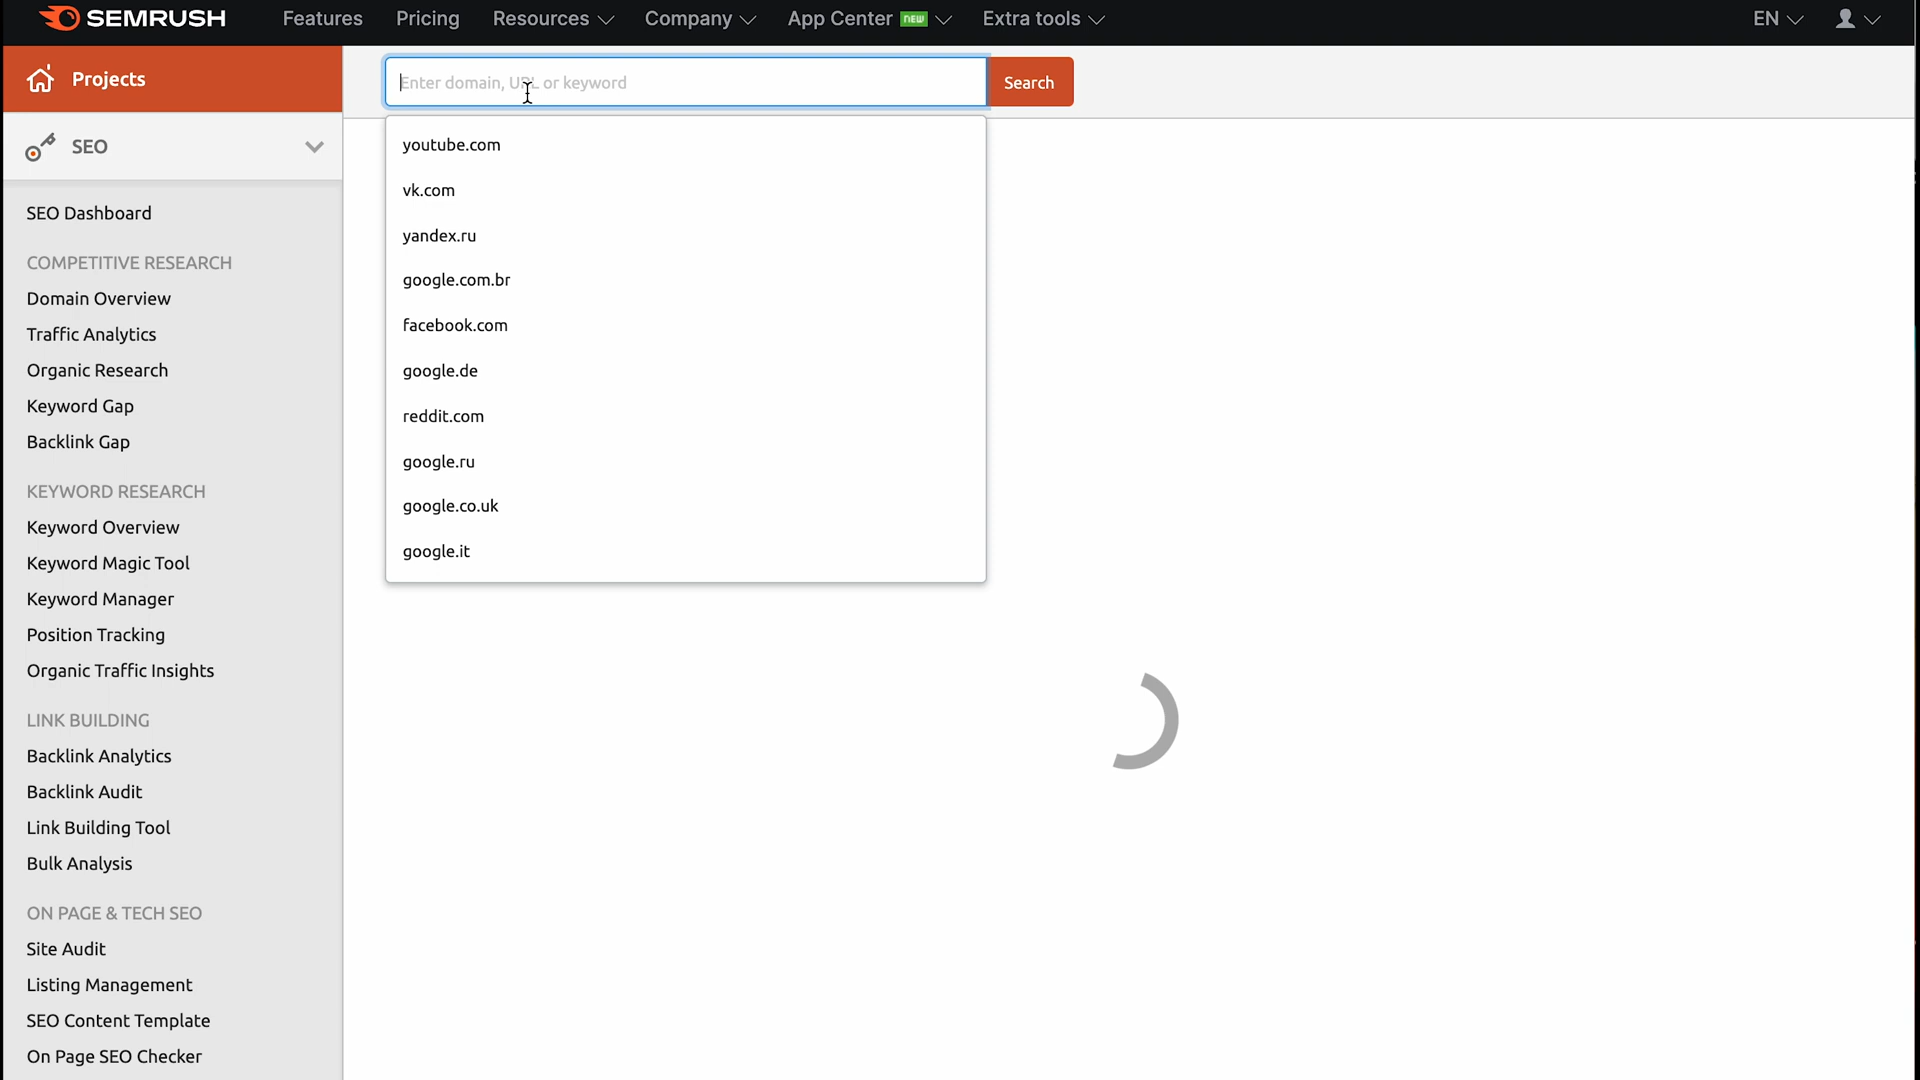 SEMRUSH
Features
Pricing
Resources
Company
App Center new
Extra tools
EN
Projects
Enter domain, URL or keyword
Search
SEO
youtube.com
vk.com
yandex.ru
google.com.br
facebook.com
google.de
reddit.com
google.ru
google.co.uk
google.it
SEO Dashboard
COMPETITIVE RESEARCH
Domain Overview
Traffic Analytics
Organic Research
Keyword Gap
Backlink Gap
KEYWORD RESEARCH
Keyword Overview
Keyword Magic Tool
Keyword Manager
Position Tracking
Organic Traffic Insights
LINK BUILDING
Backlink Analytics
Backlink Audit
Link Building Tool
Bulk Analysis
ON PAGE & TECH SEO
Site Audit
Listing Management
SEO Content Template
On Page SEO Checker